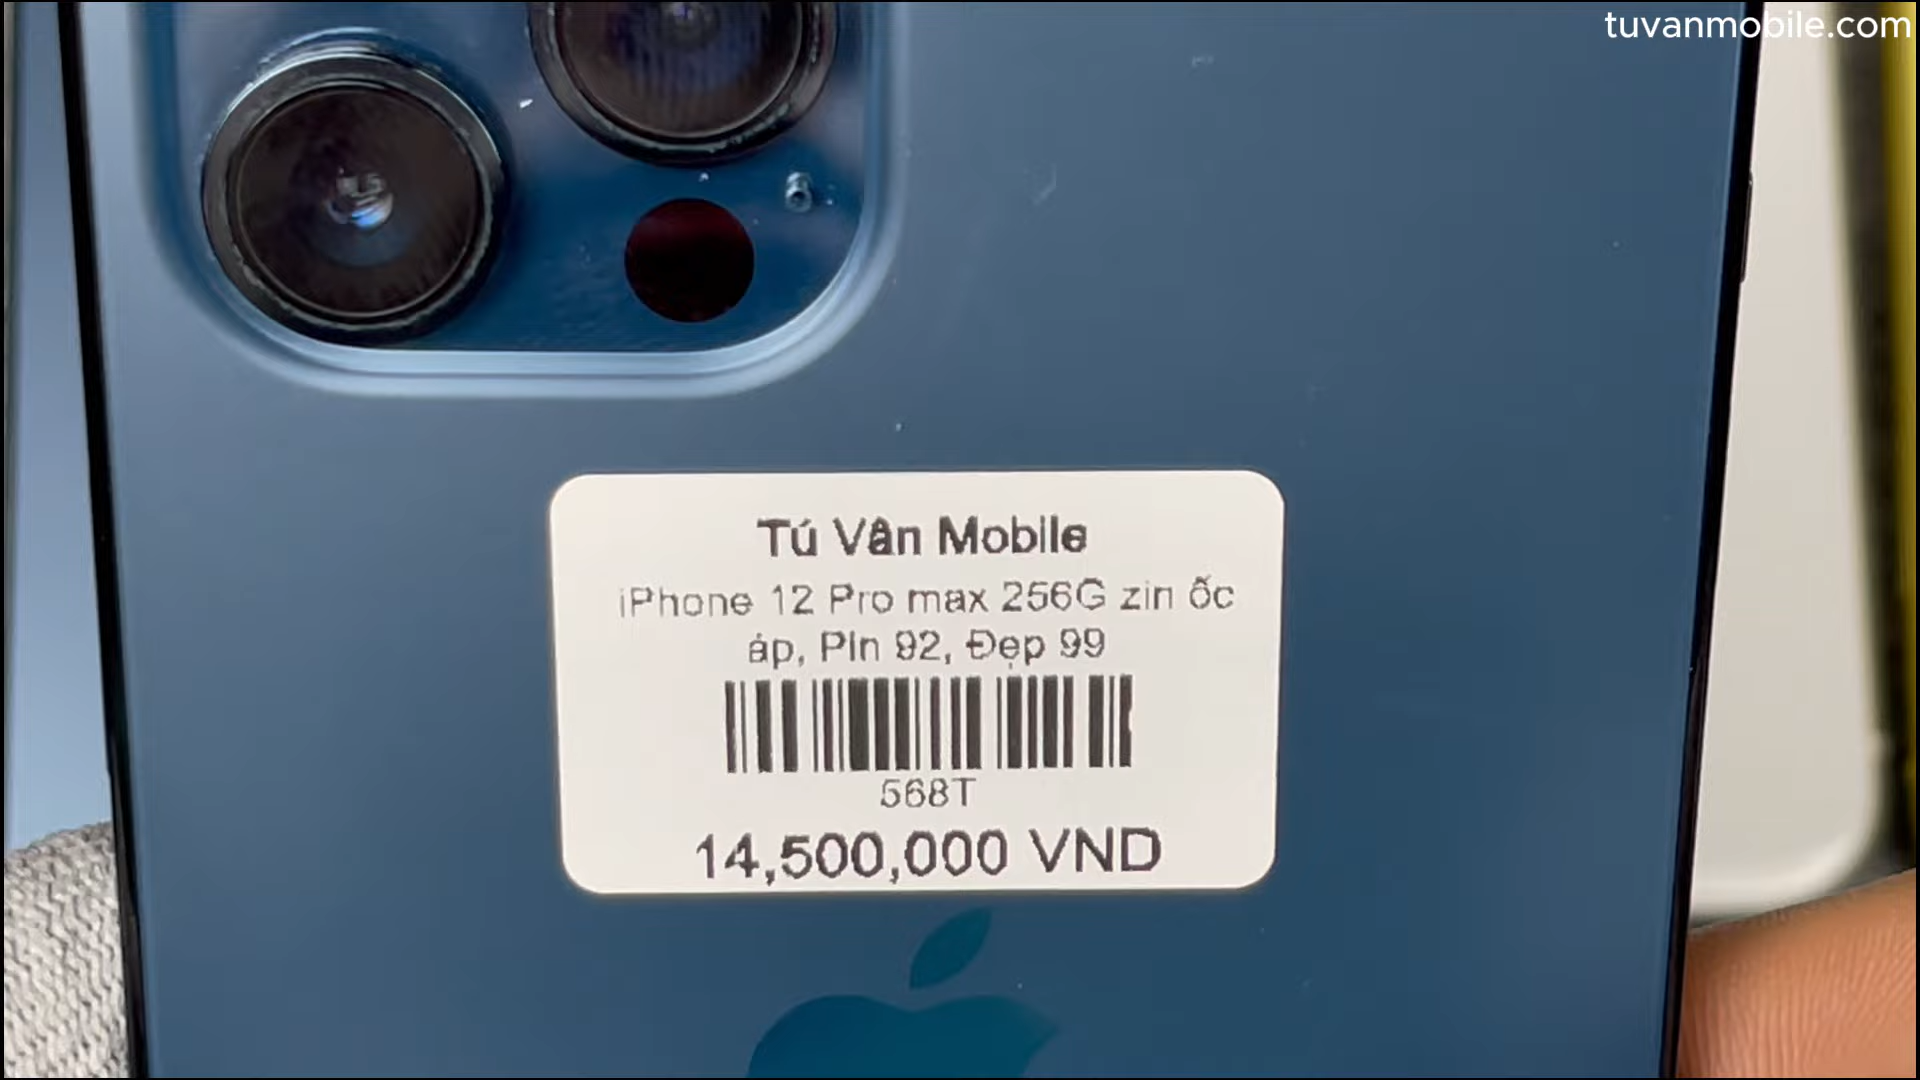 tuvanmobile.com
Tú Vân Mobile
iPhone 12 Pro max 256G zin ốc
áp, Pin 92, Đẹp 99
568T
14,500,000 VND